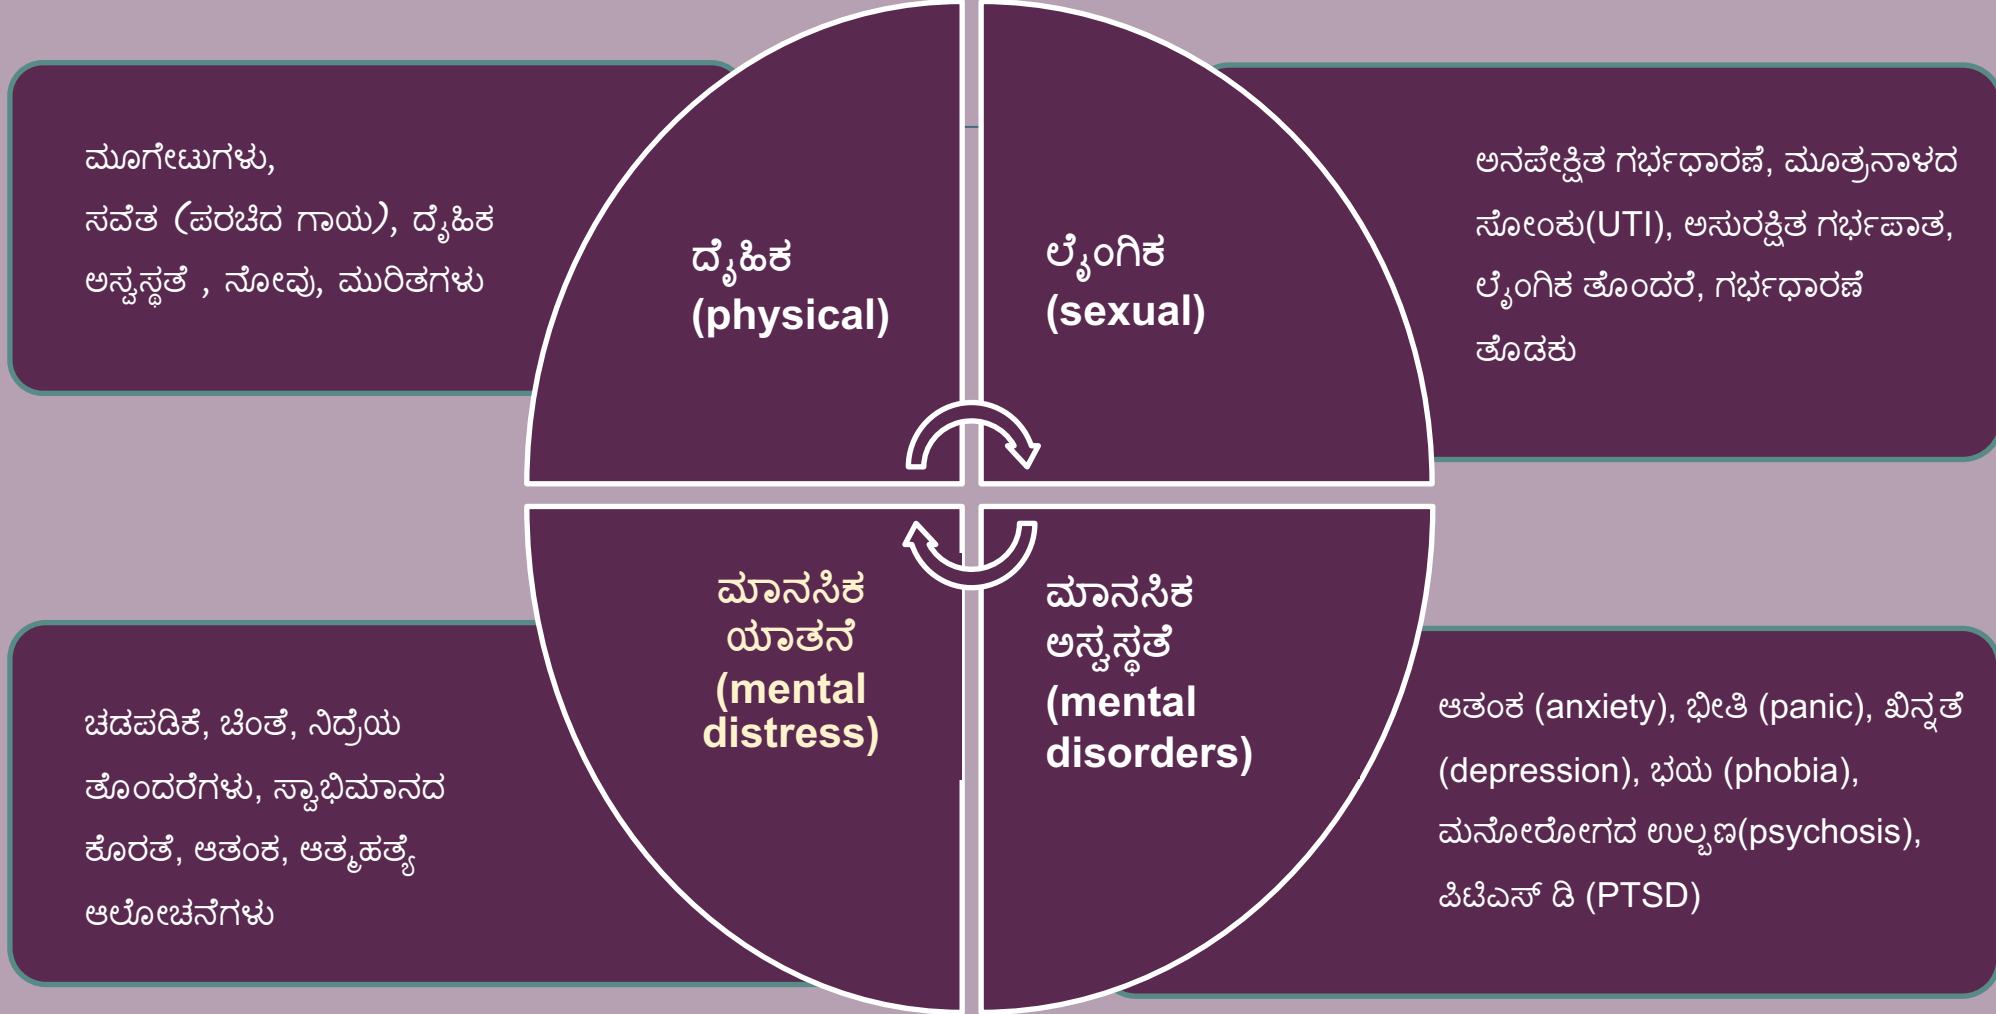 ಮೂಗೇಟುಗಳು,
ಸವೆತ (ಪರಚಿದ ಗಾಯ), ದೈಹಿಕ
ಅಸ್ವಸ್ಥತೆ , ನೋವು, ಮುರಿತಗಳು
ದೈಹಿಕ
(physical)
ಲೈಂಗಿಕ
(sexual)
ಅನಪೇಕ್ಷಿತ ಗರ್ಭಧಾರಣೆ, ಮೂತ್ರನಾಳದ
ಸೋಂಕು(UTI), ಅಸುರಕ್ಷಿತ ಗರ್ಭಪಾತ,
ಲೈಂಗಿಕ ತೊಂದರೆ, ಗರ್ಭಧಾರಣೆ
ತೊಡಕು
ಚಡಪಡಿಕೆ, ಚಿಂತೆ, ನಿದ್ರೆಯ
ತೊಂದರೆಗಳು, ಸ್ವಾಭಿಮಾನದ
ಕೊರತೆ, ಆತಂಕ, ಆತ್ಮಹತ್ಯೆ
ಆಲೋಚನೆಗಳು
ಮಾನಸಿಕ
ಯಾತನೆ
(mental
distress)
ಮಾನಸಿಕ
ಅಸ್ವಸ್ಥತೆ
(mental
disorders)
ಆತಂಕ (anxiety), ಭೀತಿ (panic), ಖಿನ್ನತೆ
(depression), ಭಯ (phobia),
ಮನೋರೋಗದ ಉಲ್ಬಣ(psychosis),
ಪಿಟಿಎಸ್ ಡಿ (PTSD)